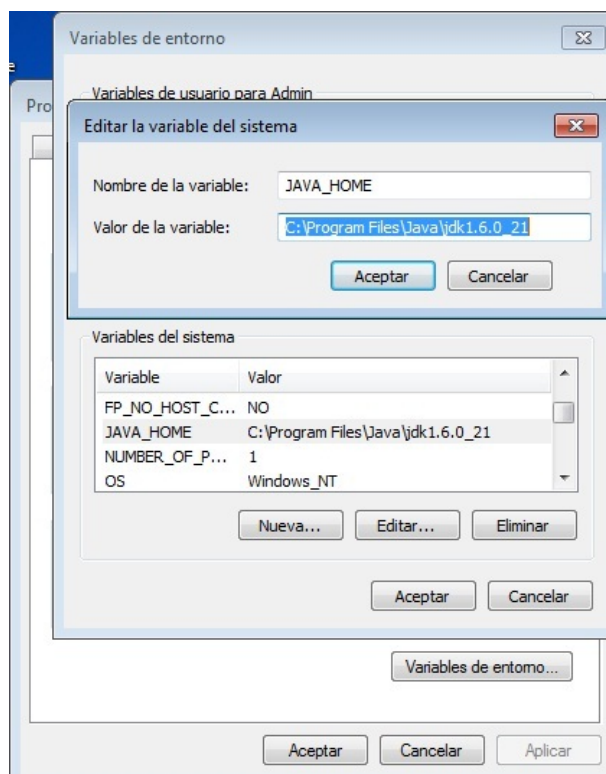 Variables de entorno
Variables de usuario para Admin
Pro
Editar la variable del sistema
Nombre de la variable: JAVA_HOME
Valor de la variable: C:\Program Files\Java\jdk1.6.0_21
Aceptar Cancelar
Variables del sistema
Variable Valor
FP_NO_HOST_C... NO
JAVA_HOME C:\Program Files\Java\jdk1.6.0_21
NUMBER_OF_P... 1
OS Windows_NT
Nueva... Editar... Eliminar
Aceptar Cancelar
Variables de entorno...
Aceptar Cancelar Aplicar